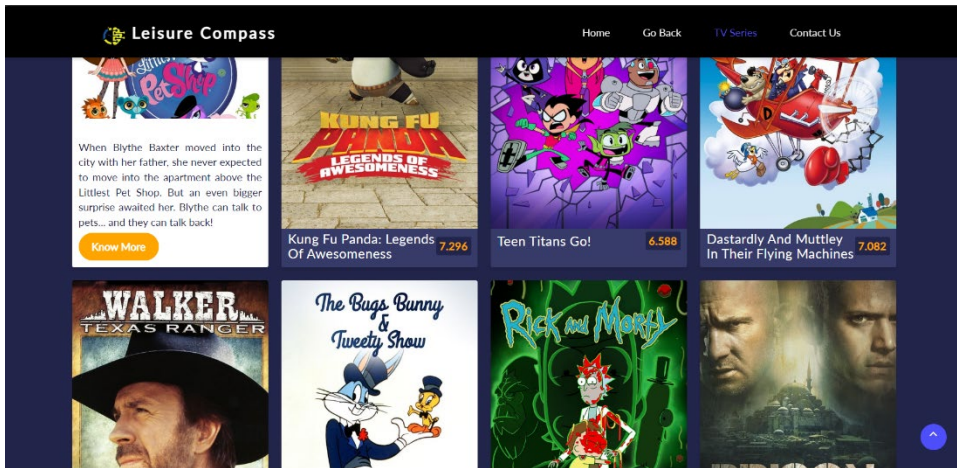 Leisure Compass
Home Go Back TV Series Contact Us
Littlest
Pet Shop
When Blythe Baxter moved into the
city with her father, she never expected
to move into the apartment above the
Littlest Pet Shop. But an even bigger
surprise awaited her. Blythe can talk to
pets... and they can talk back!
Know More
KUNG FU
PANDA
LEGENDS OF
AWESOMENESS
Kung Fu Panda: Legends
Of Awesomeness
7.296
Teen Titans Go!
6.588
D
Dastardly And Muttley
In Their Flying Machines
7.082
WALKER
TEXAS RANGER
The Bugs Bunny
&
Tweety Show
Rick and Morty